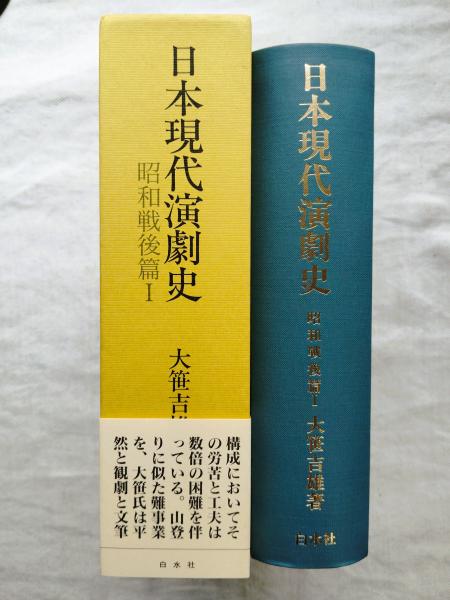 日本現代演劇史
昭和戦後篇Ⅰ
大笹吉雄
構成においてそ
の労苦と工夫は
数倍の困難を伴
っている。山登
りに似た難事業
を、大笹氏は平
然と観劇と文筆
白水社
日本現代演劇史
昭和戦後篇Ⅰ
大笹吉雄著
白水社